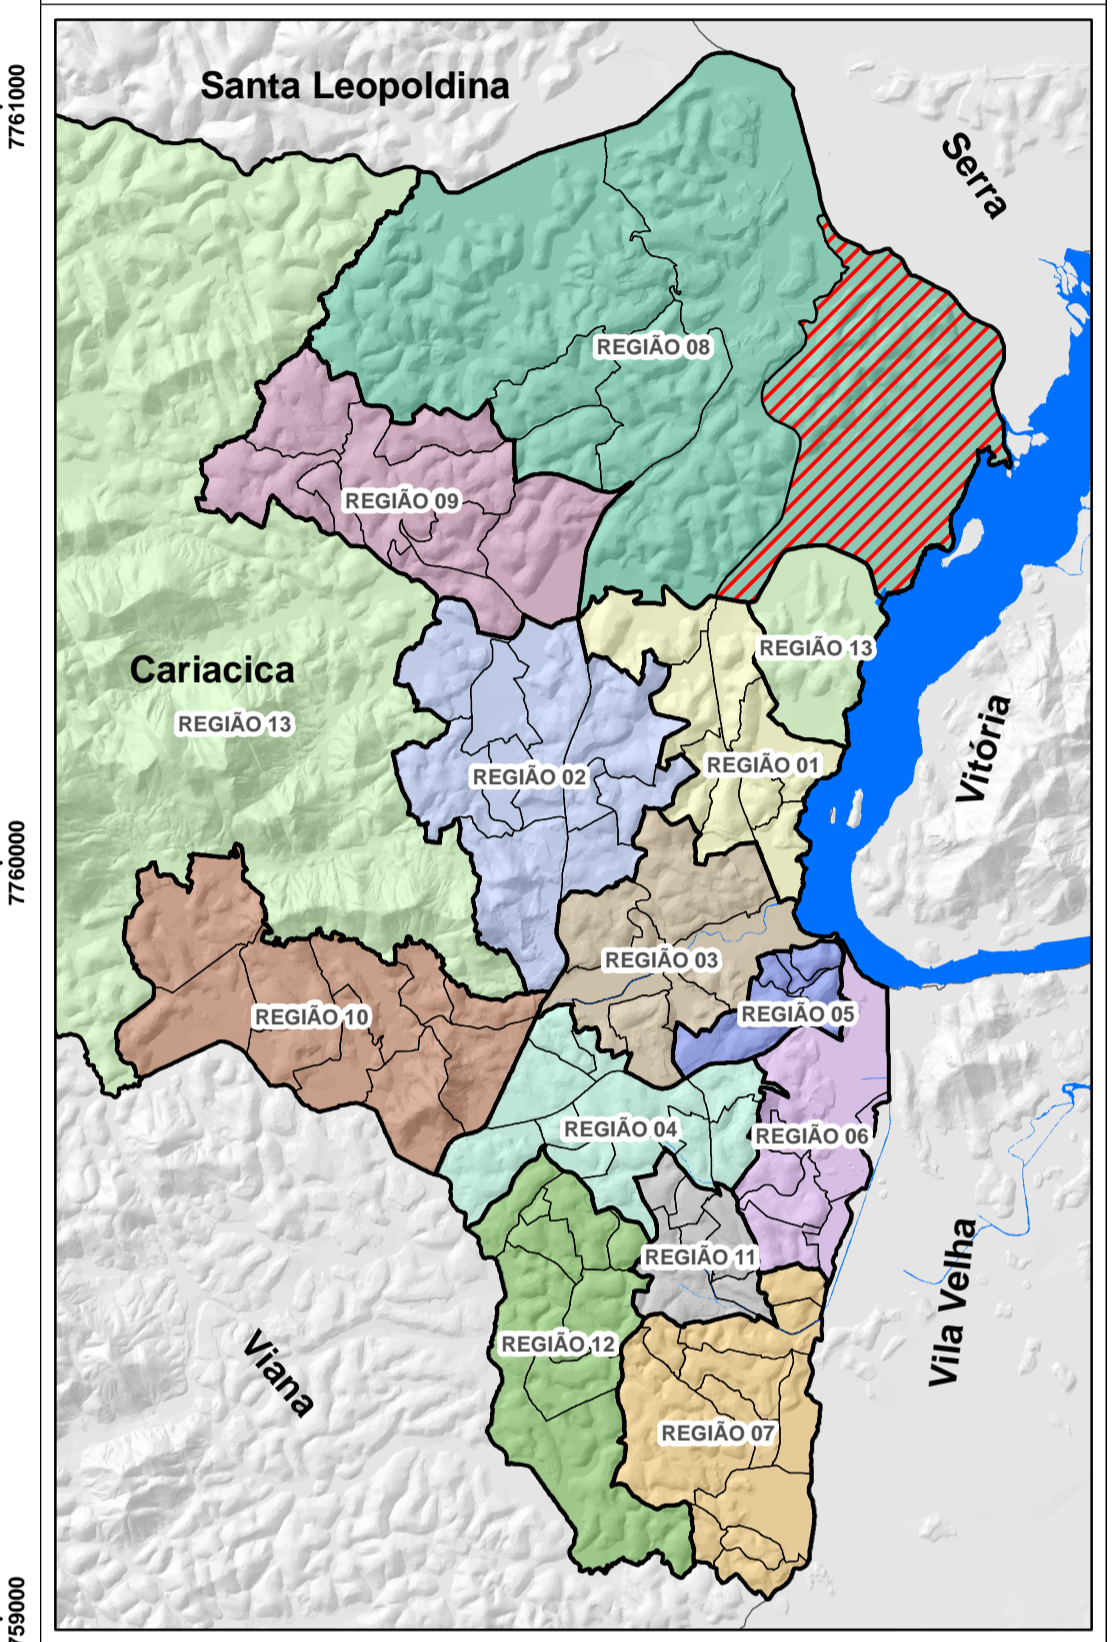 7761000
Santa Leopoldina
Serra
REGIÃO 08
REGIÃO 09
REGIÃO 13
Cariacica
REGIÃO 13
Vitória
REGIÃO 01
REGIÃO 02
7760000
REGIÃO 03
REGIÃO 05
REGIÃO 10
REGIÃO 04
REGIÃO 06
REGIÃO 11
Vila Velha
REGIÃO 12
Viana
REGIÃO 07
759000